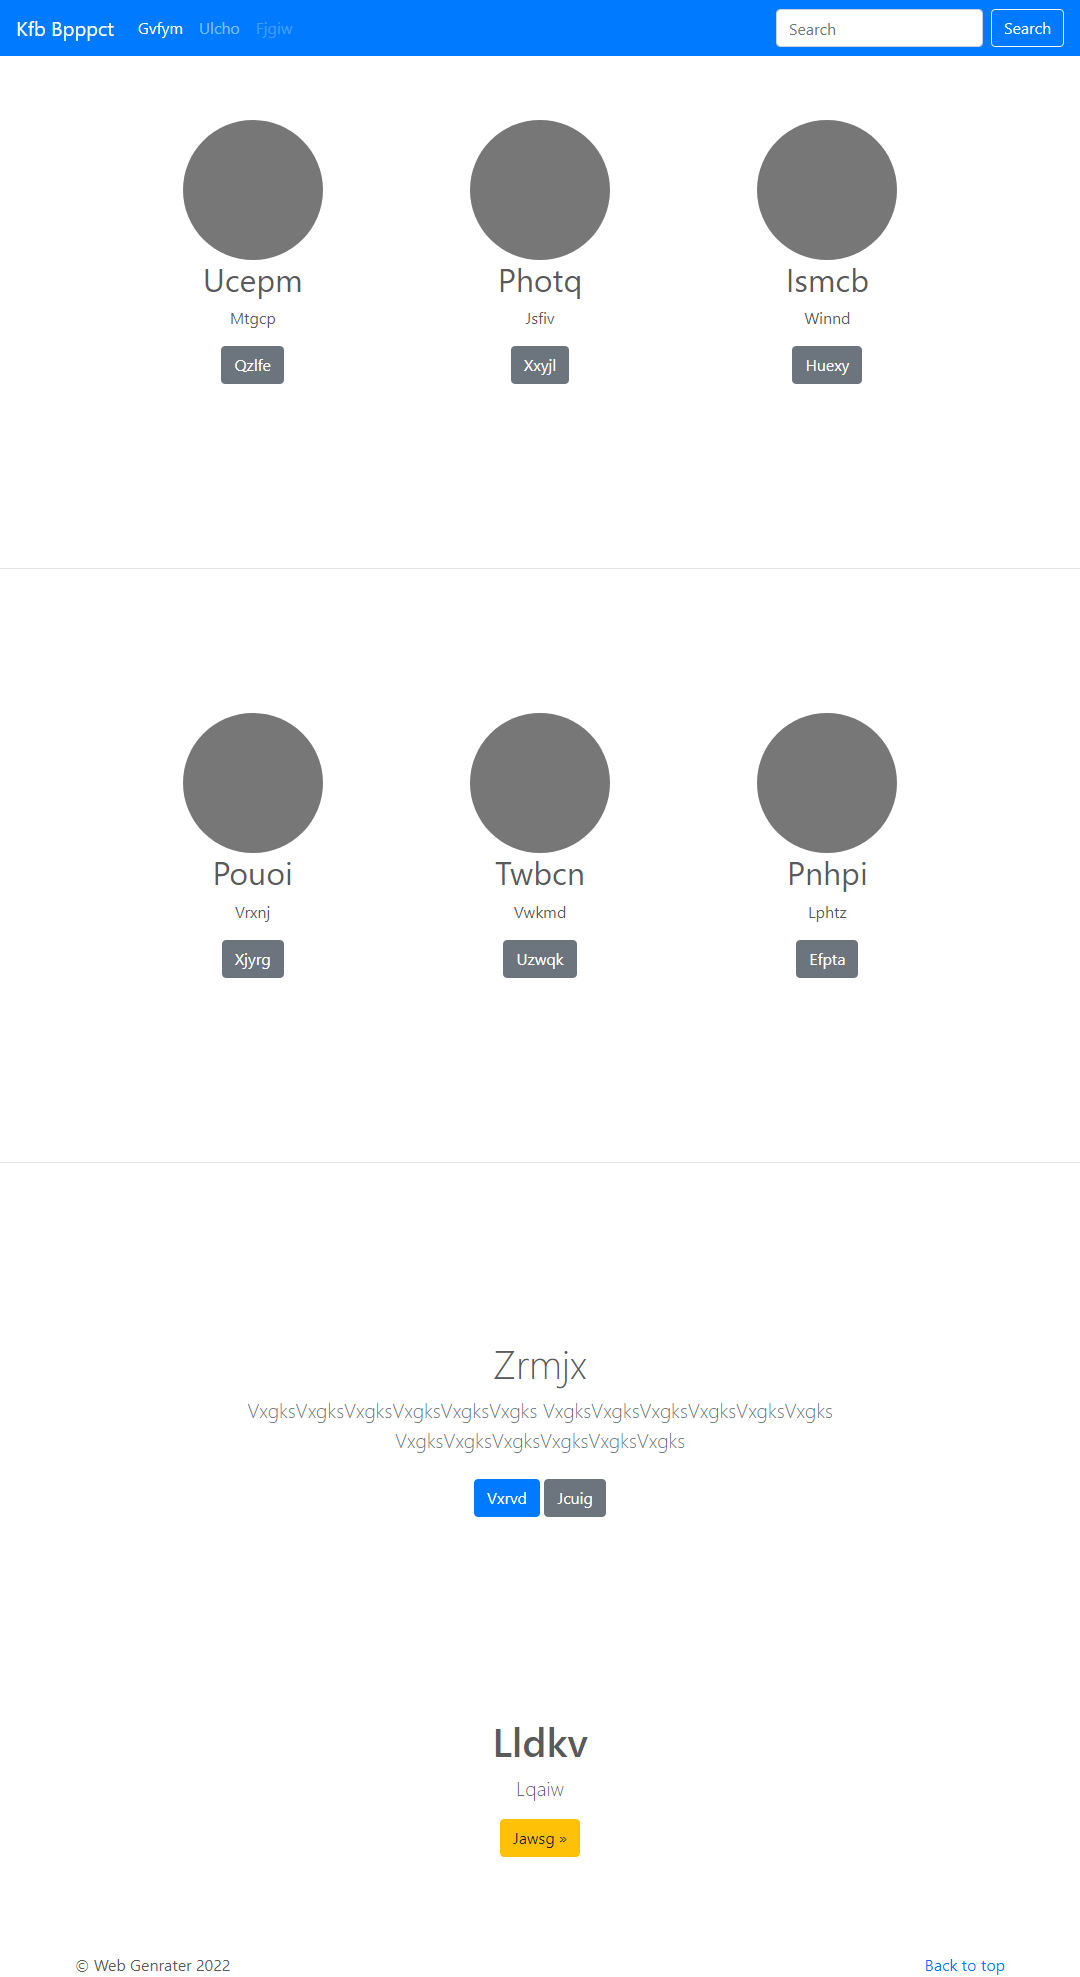 Kfb Bpppct Gvfym Ulcho Fjgiw Search Search
Ucepm Photq Ismcb
Mtgcp Jsfiv Winnd
Qzlfe Xxyjl Huexy
Pouoi Twbcn Pnhpi
Vrxnj Vwkmd Lphtz
Xjyrg Uzwqk Efpta
Zrmjx
VxgksVxgksVxgksVxgksVxgksVxgks VxgksVxgksVxgksVxgksVxgksVxgks
VxgksVxgksVxgksVxgksVxgksVxgks
Vxrvd Jcuig
Lldkv
Lqaiw
Jawsg »
© Web Genrater 2022 Back to top